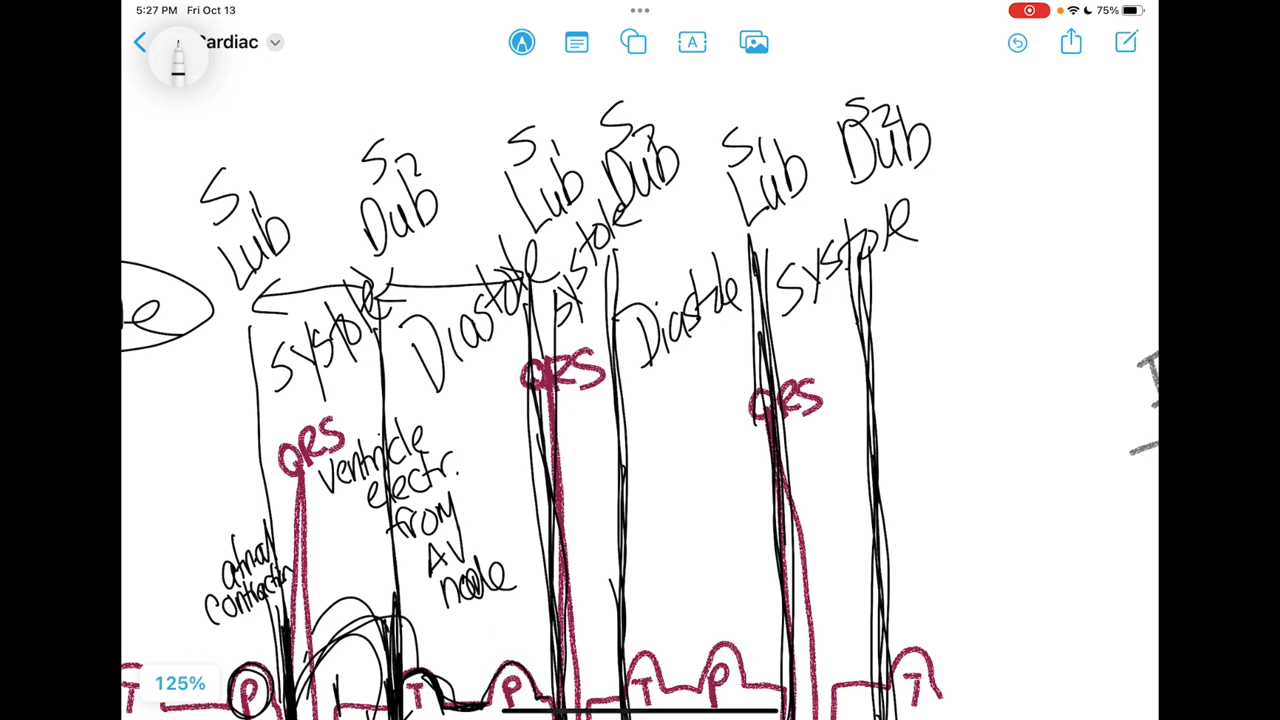 5:27 PM Fri Oct 13
75%
Cardiac
A
S1
Lub
S2
Dub
S1
Lub
S2
Dub
S1
Lub
S2
Dub
Systole
Diastole
Systole
Diastole
Systole
QRS
QRS
QRS
ventricle
electr.
from
AV
node
atrial
contraction
T
P
T
P
T
P
T
125%